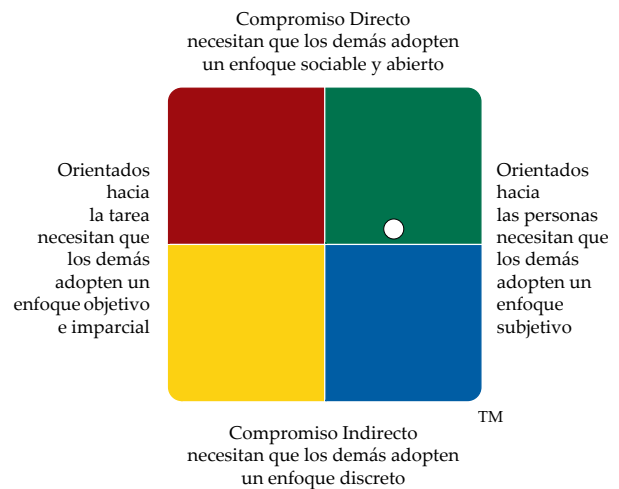 Compromiso Directo
necesitan que los demás adopten
un enfoque sociable y abierto
Orientados
hacia
la tarea
necesitan que
los demás
adopten un
enfoque objetivo
e imparcial
Orientados
hacia
las personas
necesitan que
los demás
adopten un
enfoque
subjetivo
TM
Compromiso Indirecto
necesitan que los demás adopten
un enfoque discreto